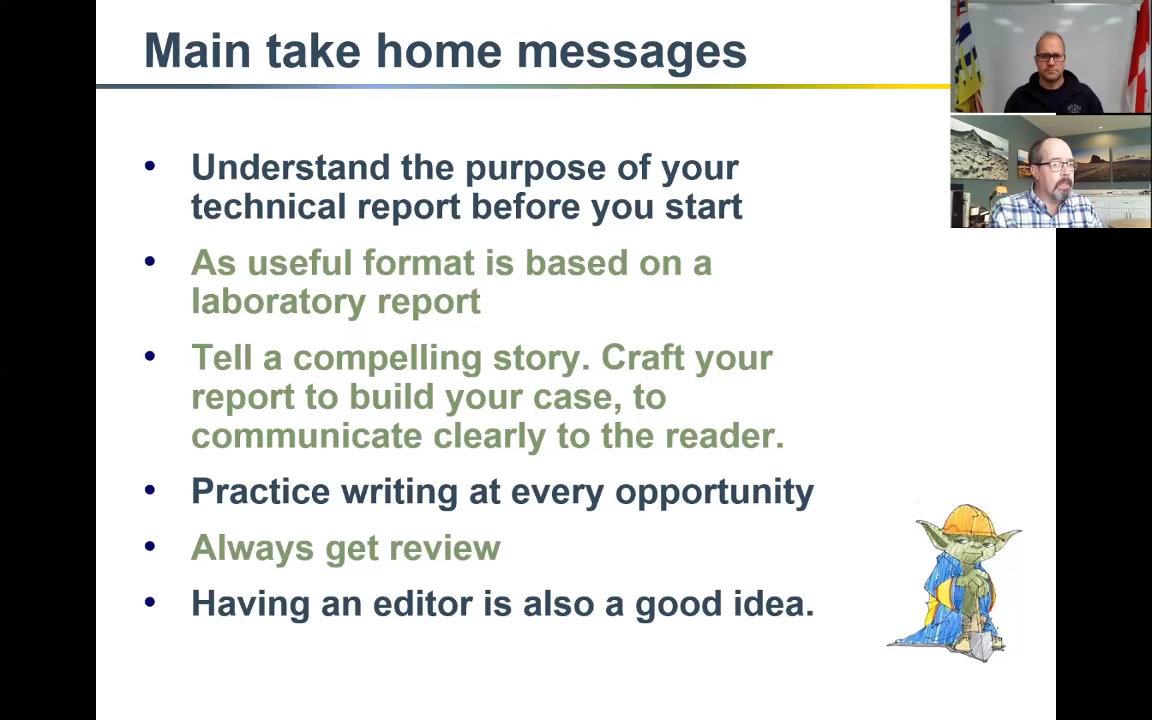 Main take home messages
• Understand the purpose of your
technical report before you start
• As useful format is based on a
laboratory report
• Tell a compelling story. Craft your
report to build your case, to
communicate clearly to the reader.
• Practice writing at every opportunity
• Always get review
• Having an editor is also a good idea.